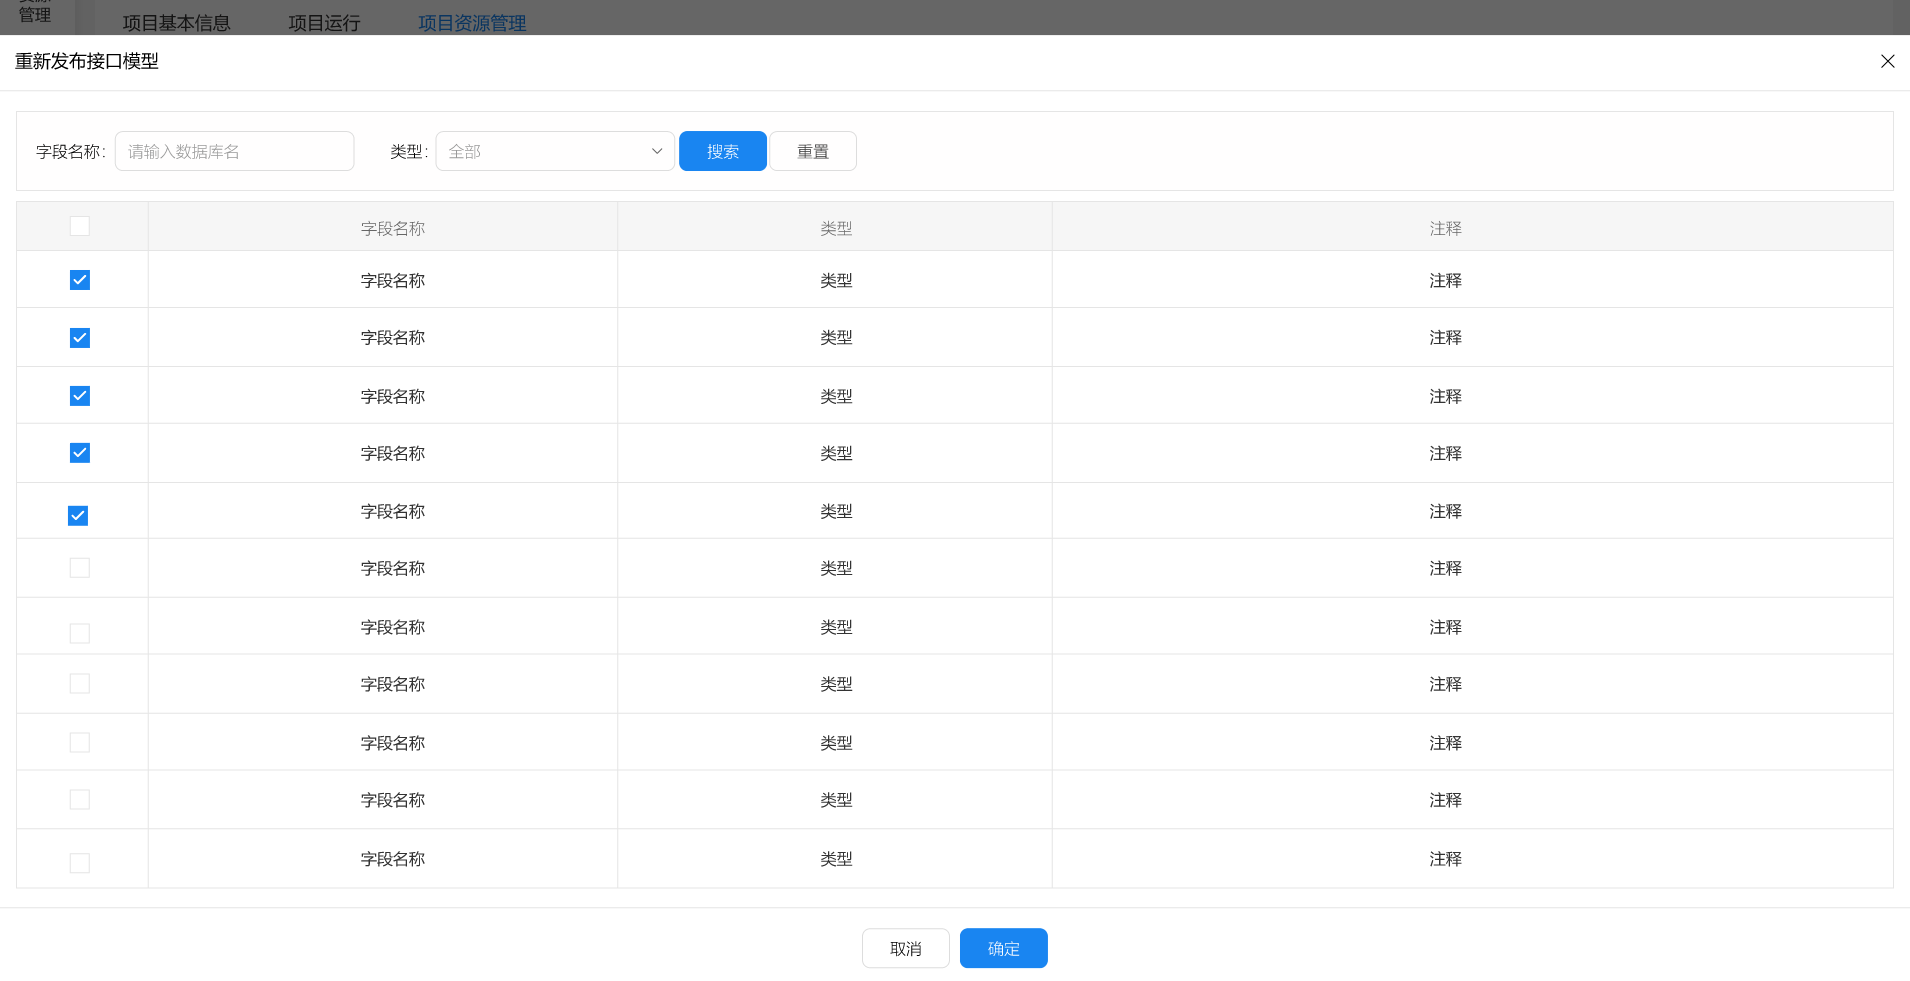 管理
项目基本信息 项目运行 项目资源管理
重新发布接口模型
字段名称: 请输入数据库名 类型: 全部 搜索 重置
字段名称 类型 注释
字段名称 类型 注释
字段名称 类型 注释
字段名称 类型 注释
字段名称 类型 注释
字段名称 类型 注释
字段名称 类型 注释
字段名称 类型 注释
字段名称 类型 注释
字段名称 类型 注释
字段名称 类型 注释
字段名称 类型 注释
取消 确定